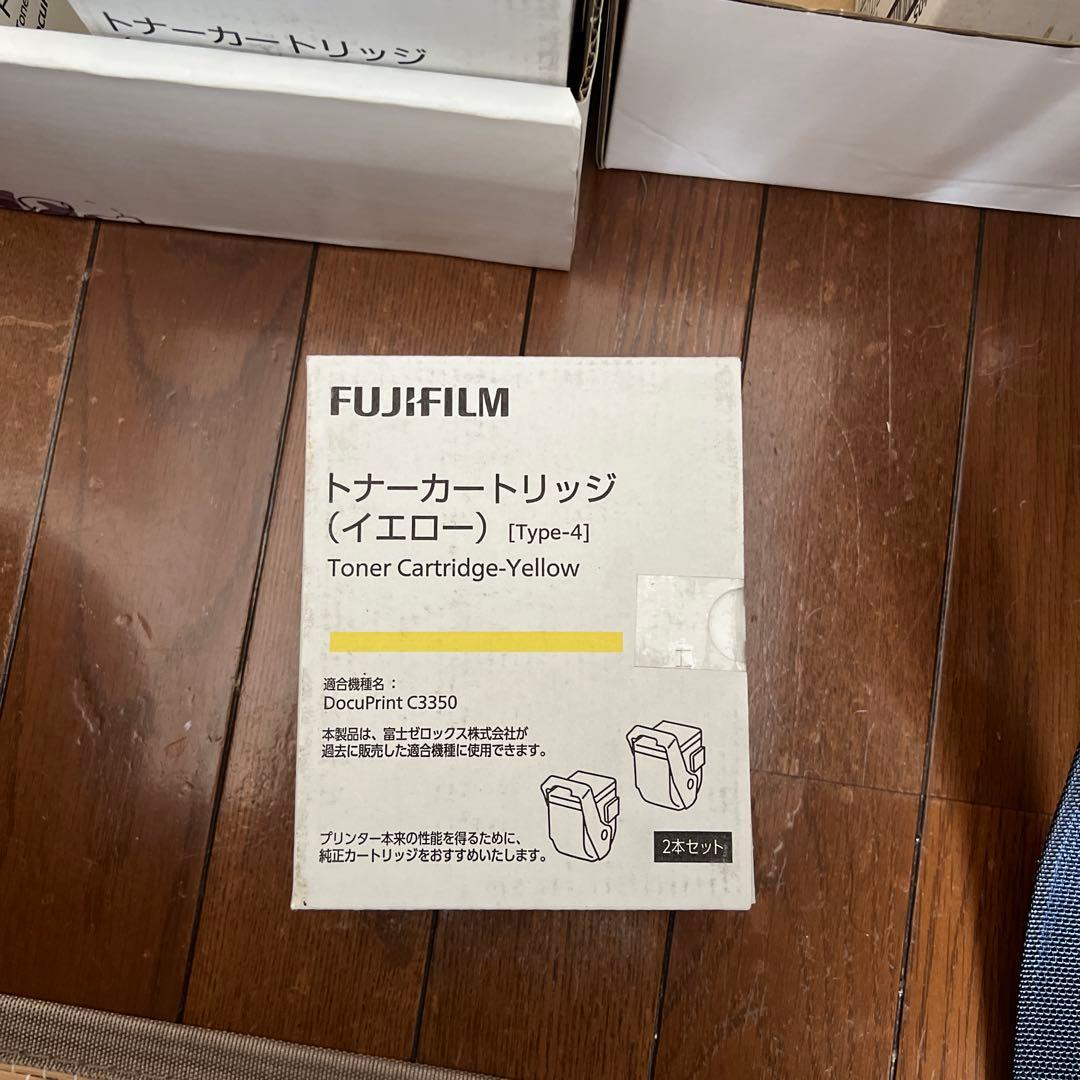 トナーカートリッジ
FUJIFILM
トナーカートリッジ
(イエロー) [Type-4]
Toner Cartridge-Yellow
適合機種名：
DocuPrint C3350
本製品は、富士ゼロックス株式会社が
過去に販売した適合機種に使用できます。
プリンター本来の性能を得るために、
純正カートリッジをおすすめいたします。
2本セット